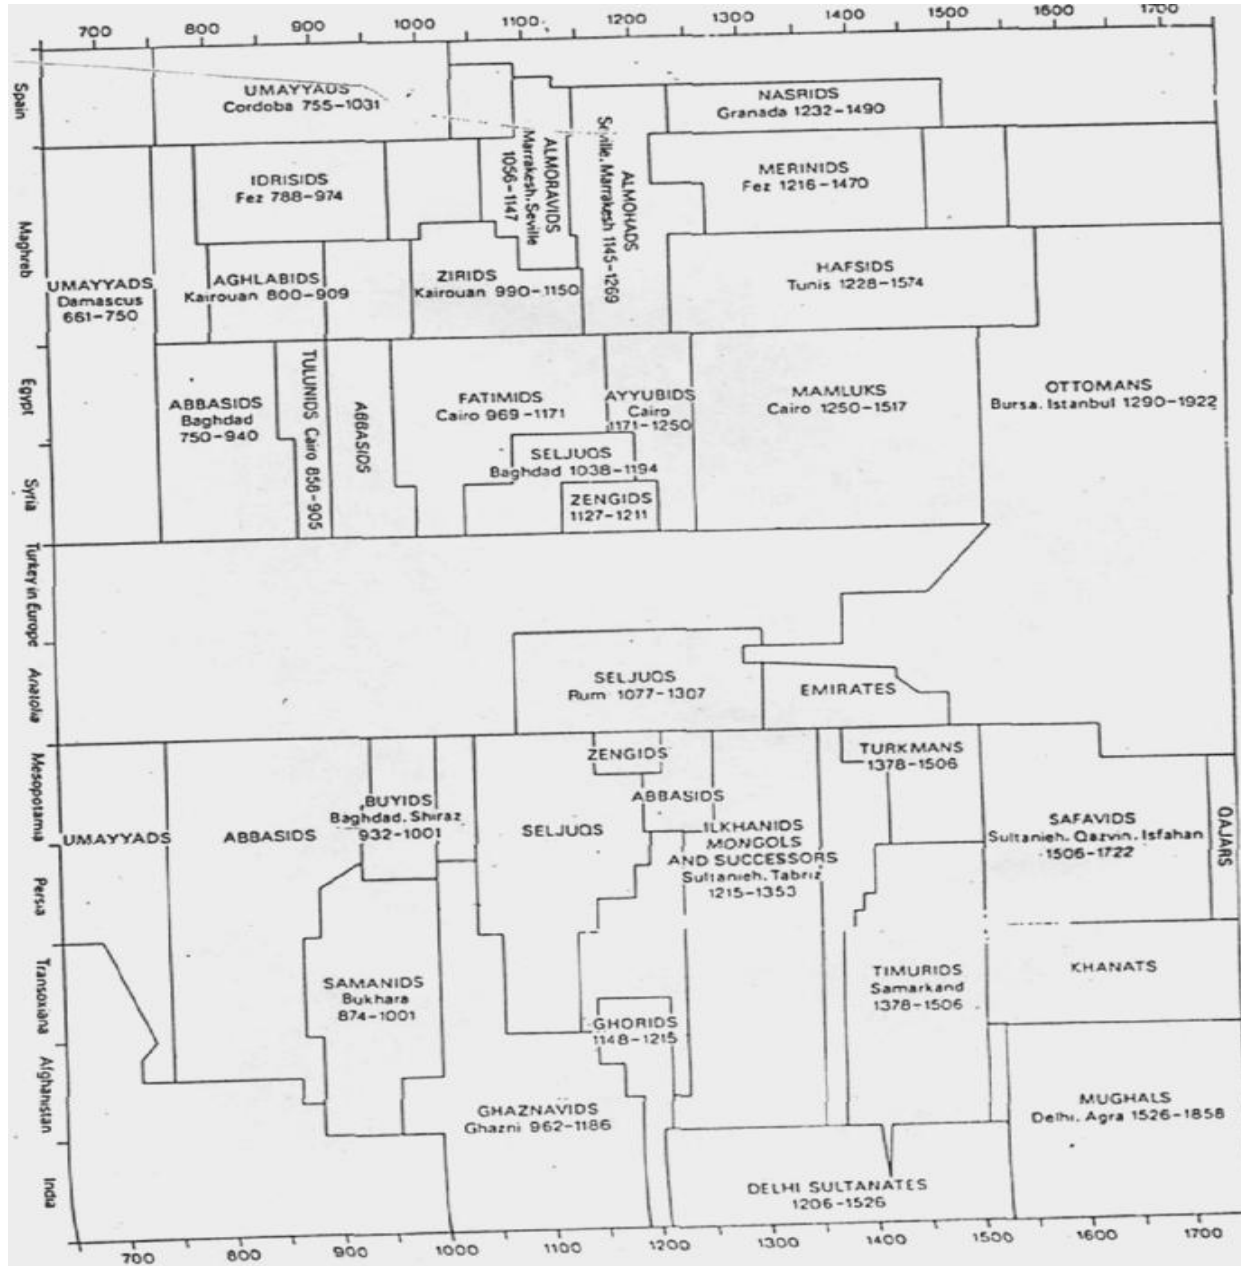 700 800 900 1000 1100 1200 1300 1400 1500 1600 1700
Spain
UMAYYADS
Cordoba 755-1031
NASRIDS
Granada 1232-1490
Maghreb
IDRISIDS
Fez 788-974
ALMORAVIDS
Marrakesh. Seville
1056-1147
ALMOHADS
Seville. Marrakesh 1145-1269
MERINIDS
Fez 1216-1470
UMAYYADS
Damascus
661-750
AGHLABIDS
Kairouan 800-909
ZIRIDS
Kairouan 990-1150
HAFSIDS
Tunis 1228-1574
Egypt
ABBASIDS
Baghdad
750-940
TULUNIDS Cairo 858-905
ABBASIDS
FATIMIDS
Cairo 969-1171
AYYUBIDS
Cairo
1171-1250
MAMLUKS
Cairo 1250-1517
OTTOMANS
Bursa. Istanbul 1290-1922
Syria
SELJUQS
Baghdad 1038-1194
ZENGIDS
1127-1211
Turkey in Europe
Anatolia
SELJUQS
Rum 1077-1307
EMIRATES
Mesopotamia
UMAYYADS
ABBASIDS
BUYIDS
Baghdad. Shiraz
932-1001
ZENGIDS
ABBASIDS
SELJUQS
ILKHANIDS
MONGOLS
AND SUCCESSORS
Sultanieh. Tabriz
1215-1353
TURKMANS
1378-1506
SAFAVIDS
Sultanieh. Qazvin. Isfahan
1506-1722
QAJARS
Persia
Transoxiana
SAMANIDS
Bukhara
874-1001
GHORIDS
1148-1215
TIMURIDS
Samarkand
1378-1506
KHANATS
Afghanistan
GHAZNAVIDS
Ghazni 962-1186
MUGHALS
Delhi. Agra 1526-1858
India
DELHI SULTANATES
1206-1526
700 800 900 1000 1100 1200 1300 1400 1500 1600 1700